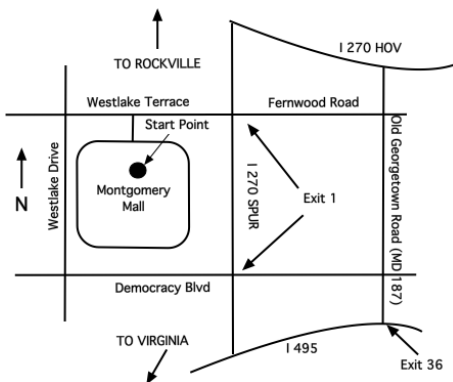 I 270 HOV
TO ROCKVILLE
Westlake Terrace
Fernwood Road
Start Point
N
Westlake Drive
Montgomery
Mall
I 270 SPUR
Exit 1
Old Georgetown Road (MD 187)
Democracy Blvd
TO VIRGINIA
I 495
Exit 36